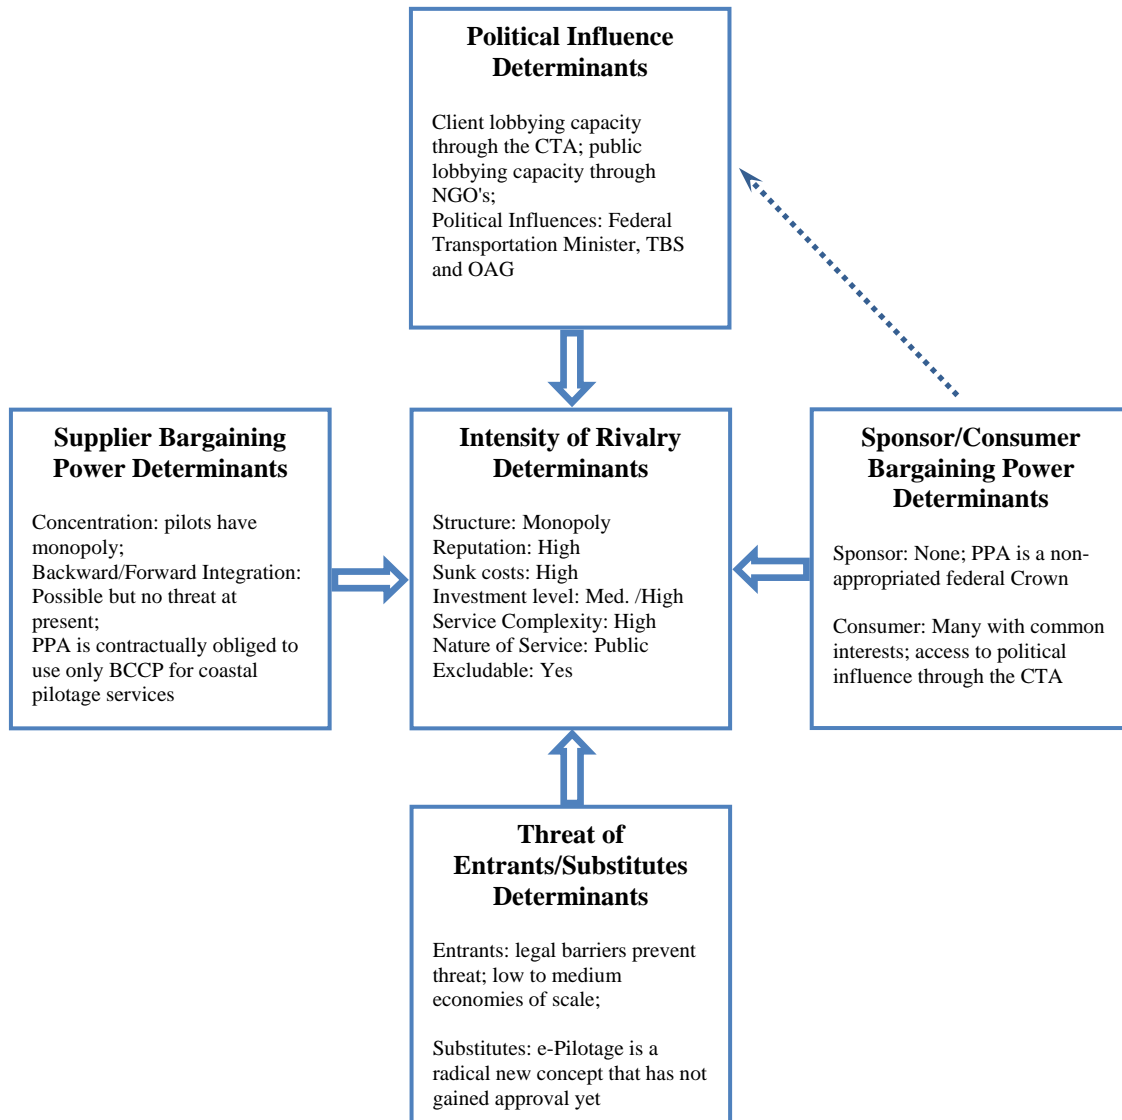 Political Influence
Determinants
Client lobbying capacity
through the CTA; public
lobbying capacity through
NGO's;
Political Influences: Federal
Transportation Minister, TBS
and OAG
Supplier Bargaining
Power Determinants
Concentration: pilots have
monopoly;
Backward/Forward Integration:
Possible but no threat at
present;
PPA is contractually obliged to
use only BCCP for coastal
pilotage services
Intensity of Rivalry
Determinants
Structure: Monopoly
Reputation: High
Sunk costs: High
Investment level: Med. /High
Service Complexity: High
Nature of Service: Public
Excludable: Yes
Sponsor/Consumer
Bargaining Power
Determinants
Sponsor: None; PPA is a non-
appropriated federal Crown
Consumer: Many with common
interests; access to political
influence through the CTA
Threat of
Entrants/Substitutes
Determinants
Entrants: legal barriers prevent
threat; low to medium
economies of scale;
Substitutes: e-Pilotage is a
radical new concept that has not
gained approval yet